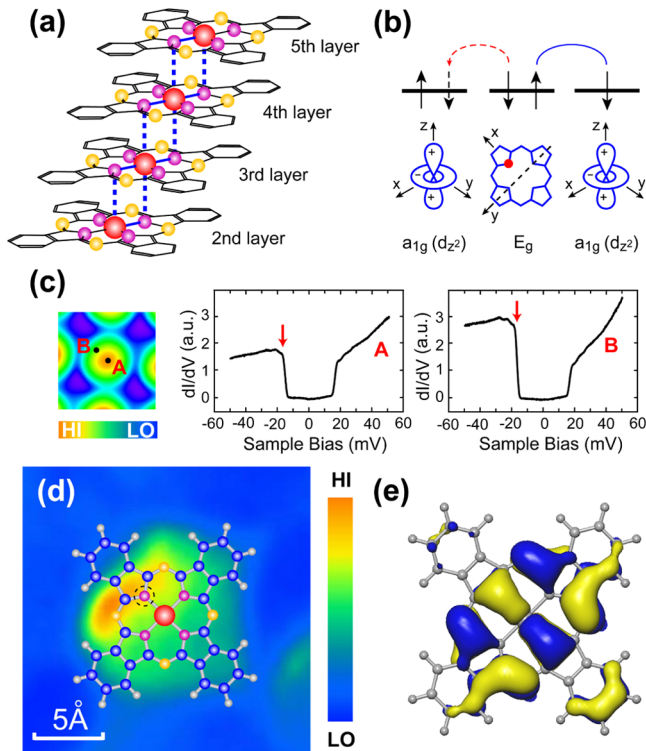 (a)
5th layer
4th layer
3rd layer
2nd layer
(b)
z
x
y
+
-
+
a1g (dz2)
x
y
Eg
z
x
y
+
-
+
a1g (dz2)
(c)
B
A
HI LO
dI/dV (a.u.)
3
2
1
0
A
-60 -40 -20 0 20 40 60
Sample Bias (mV)
dI/dV (a.u.)
3
2
1
0
B
-60 -40 -20 0 20 40 60
Sample Bias (mV)
(d)
5Å
HI
LO
(e)